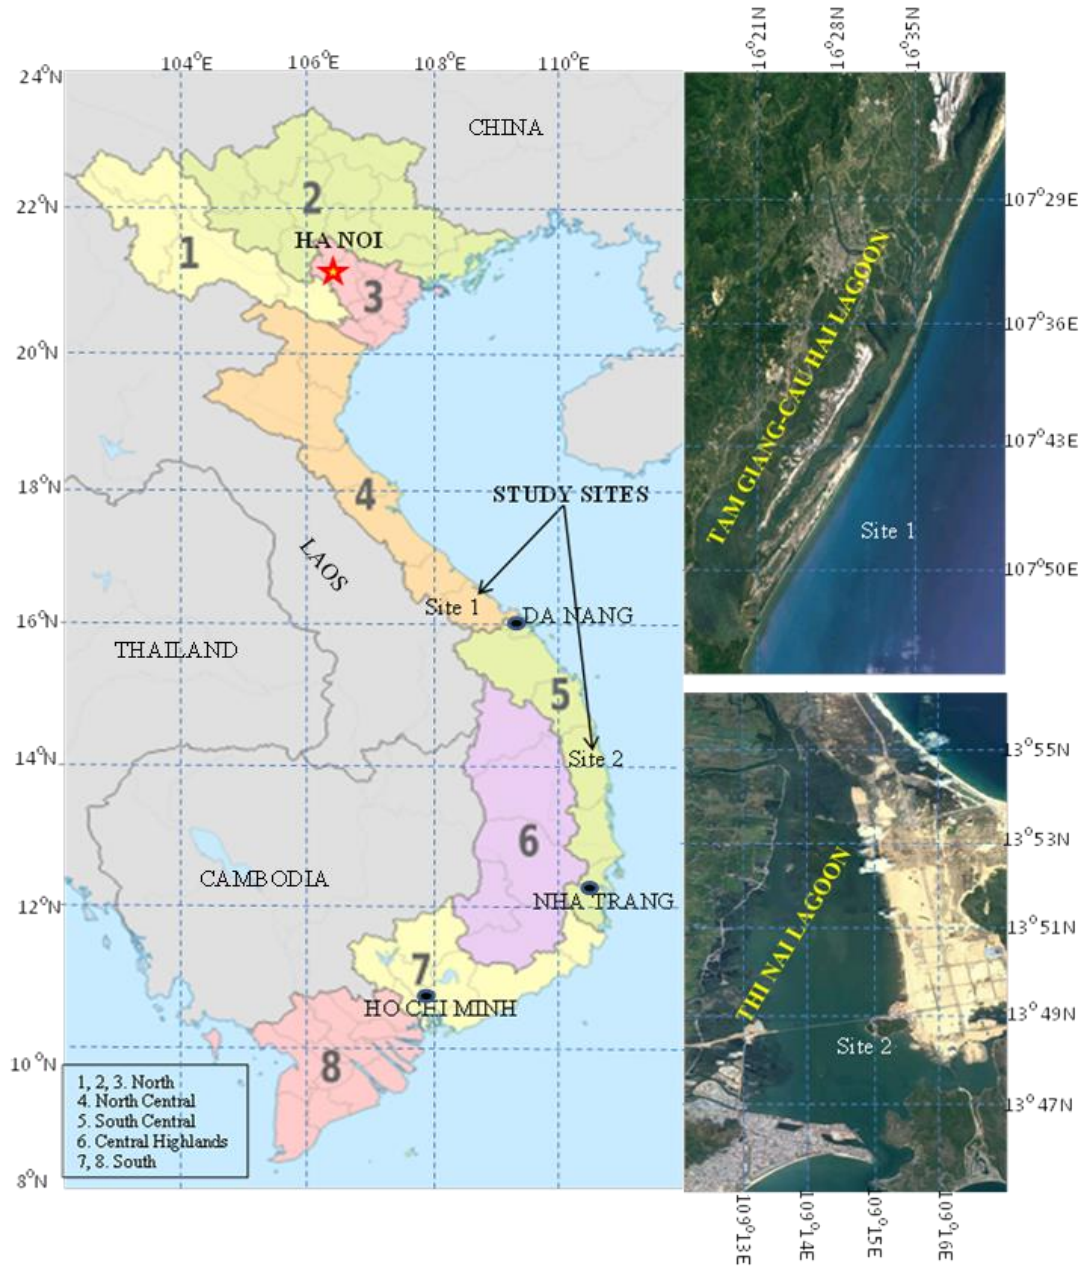 104°E 106°E 108°E 110°E
24°N
22°N
20°N
18°N
16°N
14°N
12°N
10°N
8°N
CHINA
2
HA NOI
1
3
4
STUDY SITES
LAOS
Site 1
DA NANG
THAILAND
5
Site 2
6
CAMBODIA
NHA TRANG
7
HO CHI MINH
8
1, 2, 3. North
4. North Central
5. South Central
6. Central Highlands
7, 8. South
16°21N 16°28N 16°35N
107°29E
107°36E
107°43E
107°50E
TAM GIANG-CAU HAI LAGOON
Site 1
13°55N
13°53N
13°51N
13°49N
13°47N
THI NAI LAGOON
Site 2
109°13E 109°14E 109°15E 109°16E